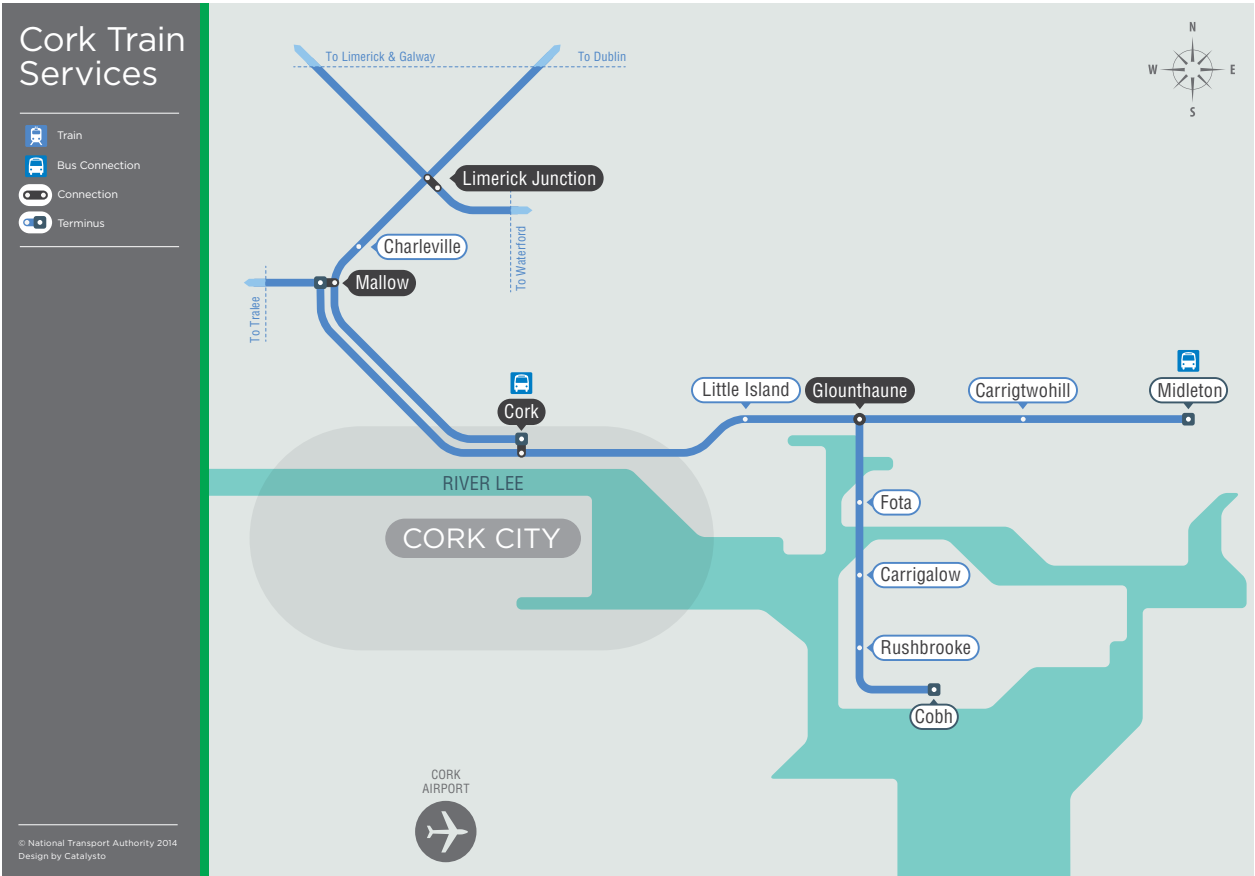 Cork Train
Services
Train
Bus Connection
Connection
Terminus
© National Transport Authority 2014
Design by Catalysto
To Limerick & Galway
To Dublin
N
W
E
S
Limerick Junction
To Waterford
Charleville
Mallow
To Tralee
Cork
Little Island
Glounthaune
Carrigtwohill
Midleton
RIVER LEE
CORK CITY
Fota
Carrigalow
Rushbrooke
Cobh
CORK
AIRPORT